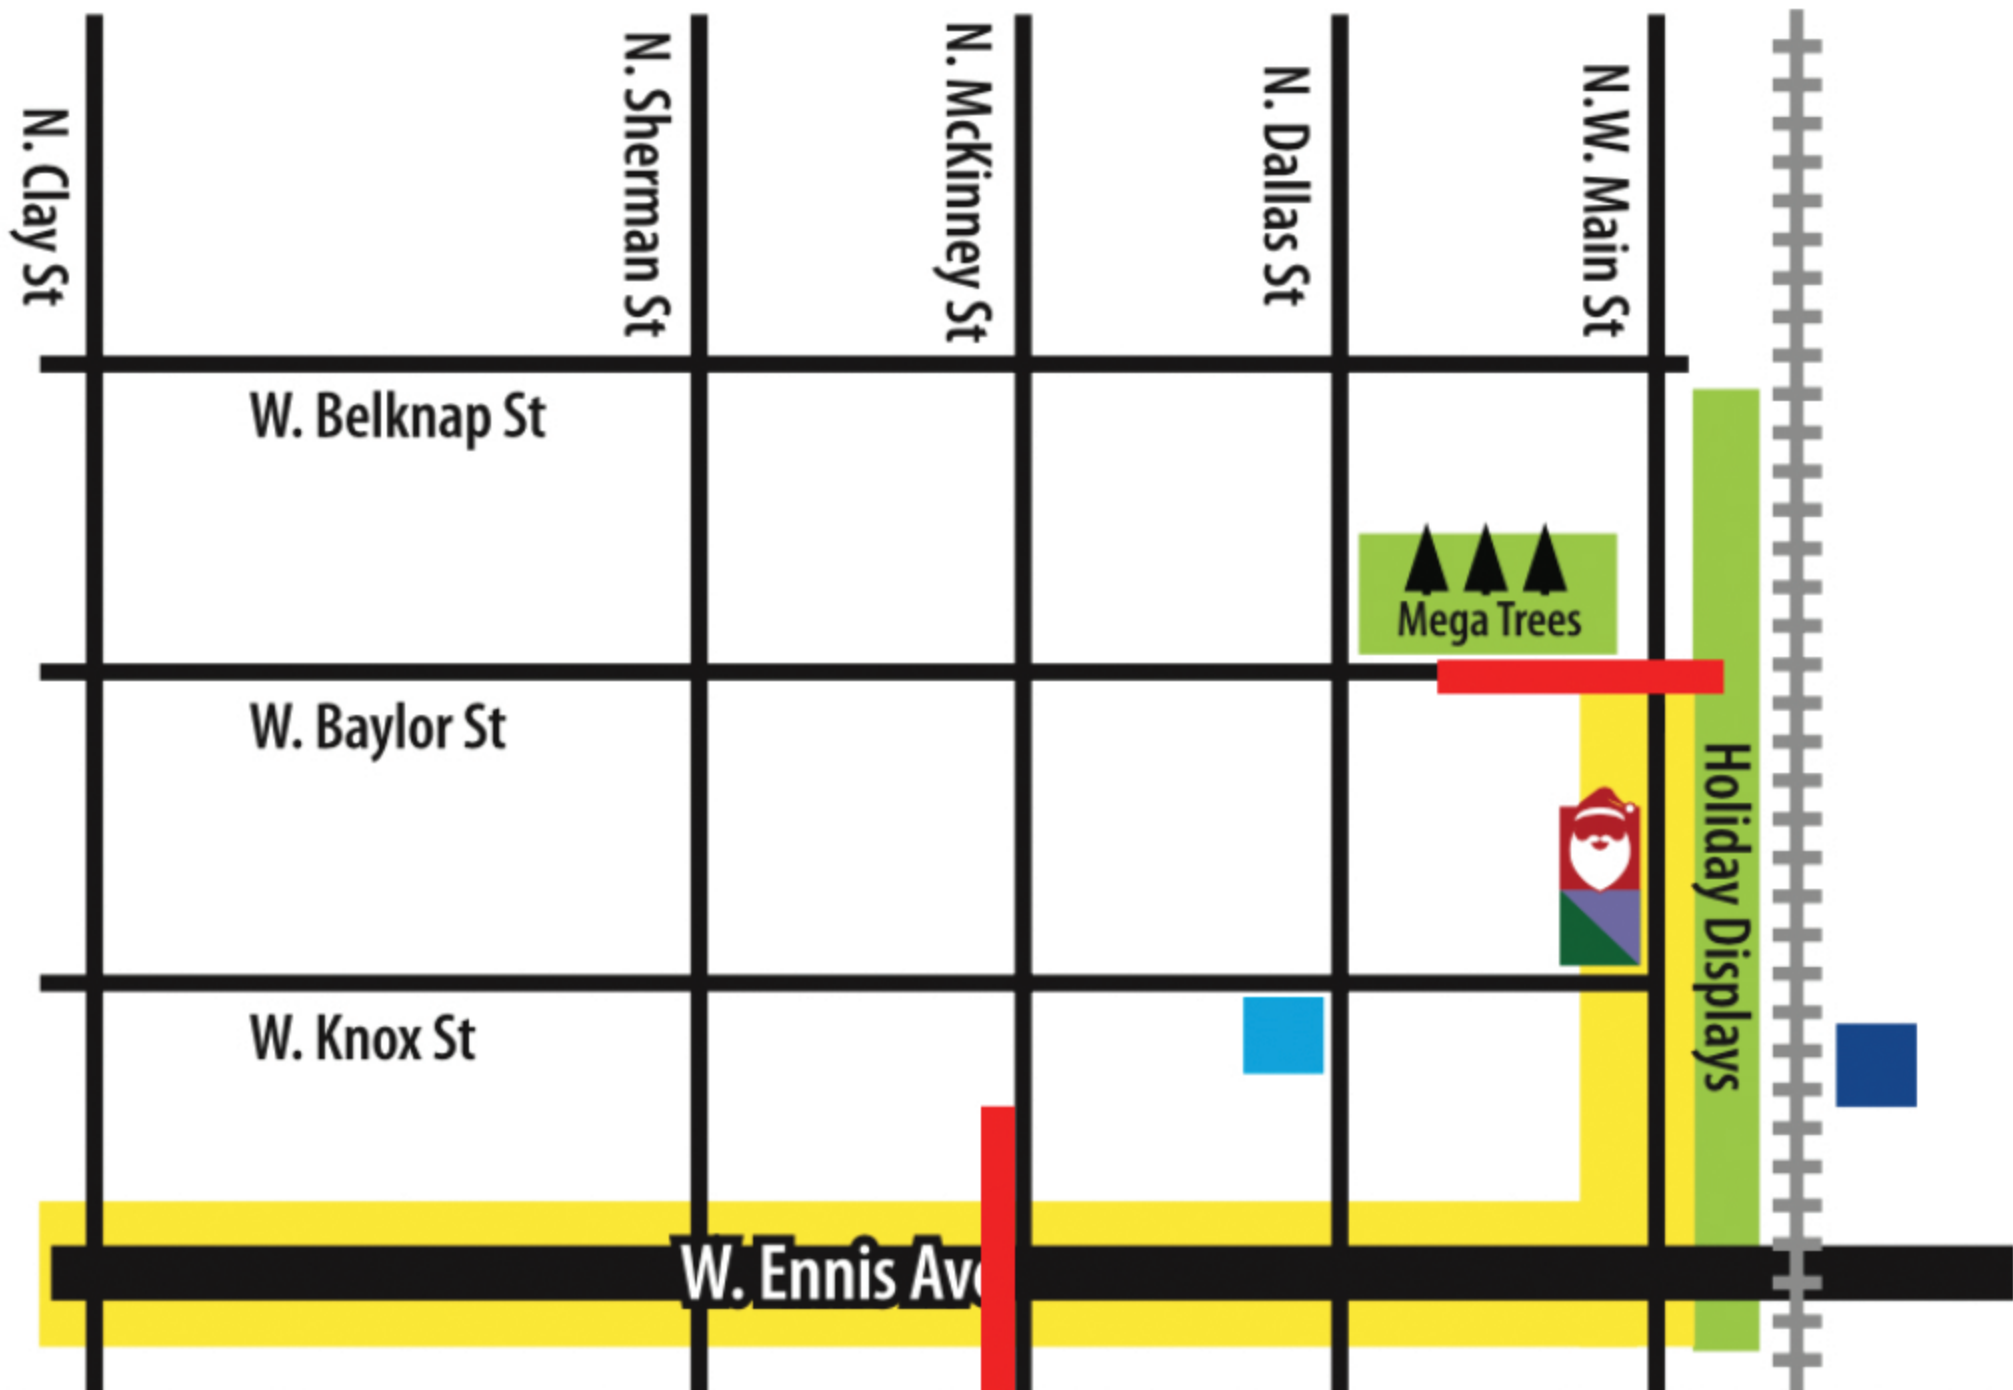 N. Clay St
N. Sherman St
N. McKinney St
N. Dallas St
N.W. Main St
W. Belknap St
Mega Trees
W. Baylor St
Holiday Displays
W. Knox St
W. Ennis Ave